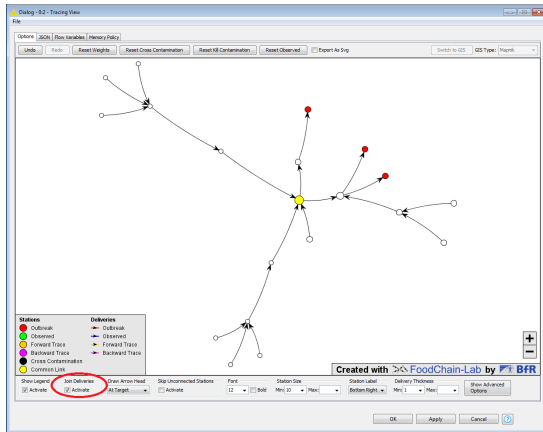 Dialog - 0:2 - Tracing View
File
Options JSON Flow Variables Memory Policy
Undo Redo Reset Weights Reset Cross Contamination Reset Kill Contamination Reset Observed Export As Svg Switch to GIS GIS Type: Mapnik
Stations Deliveries
Outbreak Outbreak
Observed Observed
Forward Trace Forward Trace
Backward Trace Backward Trace
Cross Contamination
Common Link
+
-
Created with FoodChain-Lab by BfR
Show Legend Join Deliveries Draw Arrow Head Skip Unconnected Stations Font Station Size Station Label Delivery Thickness Show Advanced Options
Activate Activate At Target Activate 12 Bold Min: 10 Max: Bottom Right Min: 1 Max:
OK Apply Cancel ?